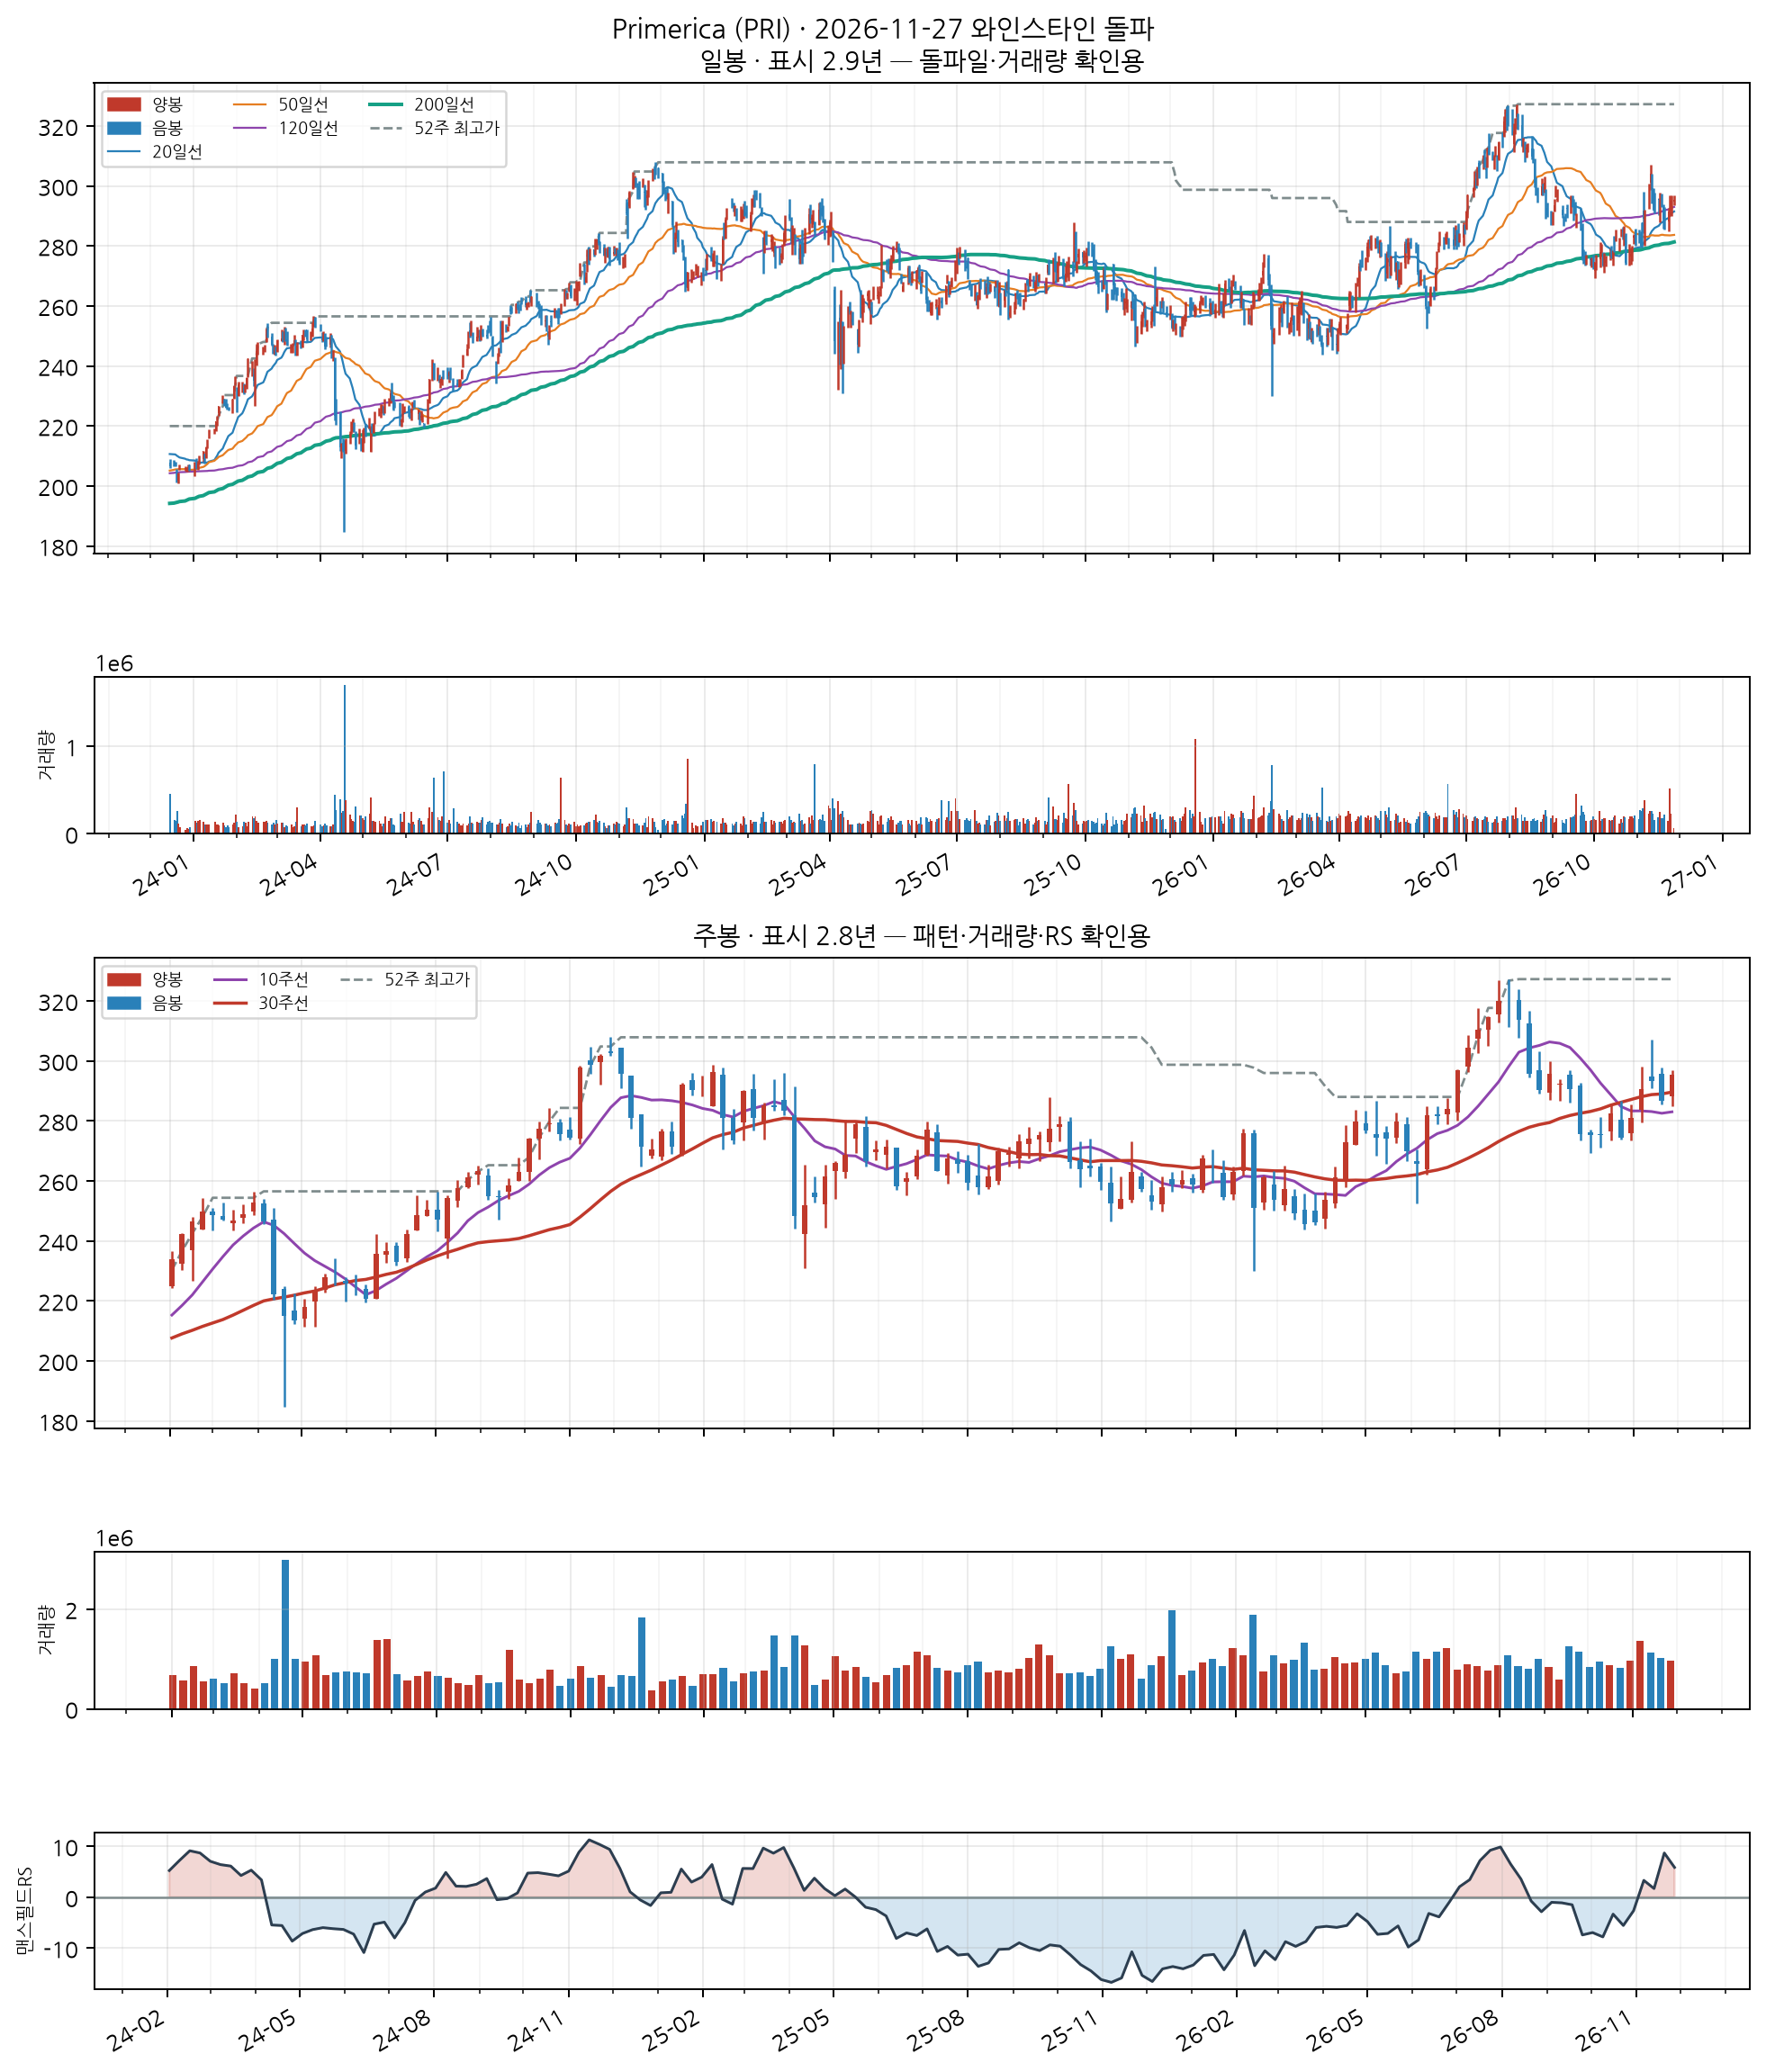 Primerica (PRI) · 2026-11-27 와인스타인 돌파
일봉 · 표시 2.9년 — 돌파일·거래량 확인용
양봉 50일선 200일선
음봉 120일선 52주 최고가
20일선
320
300
280
260
240
220
200
180
1e6
거래량
1
0
24-01 24-04 24-07 24-10 25-01 25-04 25-07 25-10 26-01 26-04 26-07 26-10 27-01
주봉 · 표시 2.8년 — 패턴·거래량·RS 확인용
양봉 10주선 52주 최고가
음봉 30주선
320
300
280
260
240
220
200
180
1e6
거래량
2
0
맨스필드RS
10
0
-10
24-02 24-05 24-08 24-11 25-02 25-05 25-08 25-11 26-02 26-05 26-08 26-11